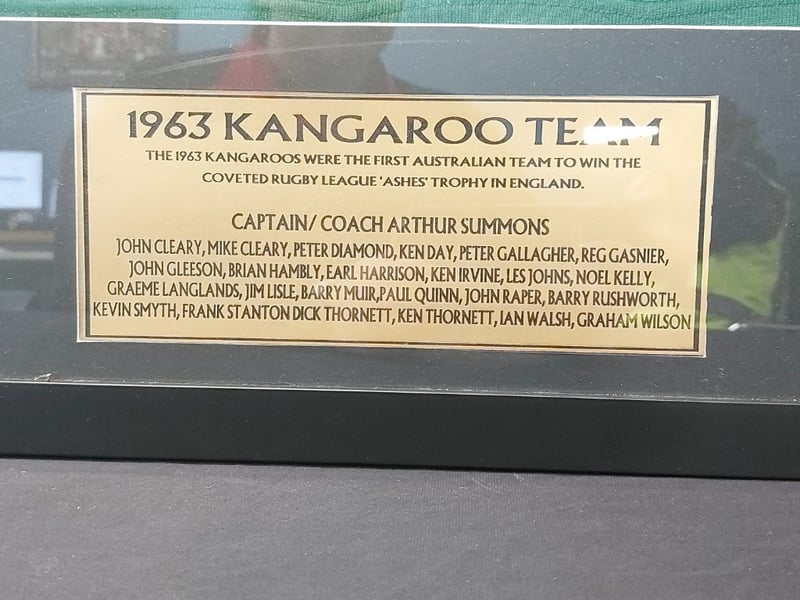 1963 KANGAROO TEAM
THE 1963 KANGAROOS WERE THE FIRST AUSTRALIAN TEAM TO WIN THE
COVETED RUGBY LEAGUE 'ASHES' TROPHY IN ENGLAND.
CAPTAIN/ COACH ARTHUR SUMMONS
JOHN CLEARY, MIKE CLEARY, PETER DIAMOND, KEN DAY, PETER GALLAGHER, REG GASNIER,
JOHN GLEESON, BRIAN HAMBLY, EARL HARRISON, KEN IRVINE, LES JOHNS, NOEL KELLY,
GRAEME LANGLANDS, JIM LISLE, BARRY MUIR,PAUL QUINN, JOHN RAPER, BARRY RUSHWORTH,
KEVIN SMYTH, FRANK STANTON DICK THORNETT, KEN THORNETT, IAN WALSH, GRAHAM WILSON